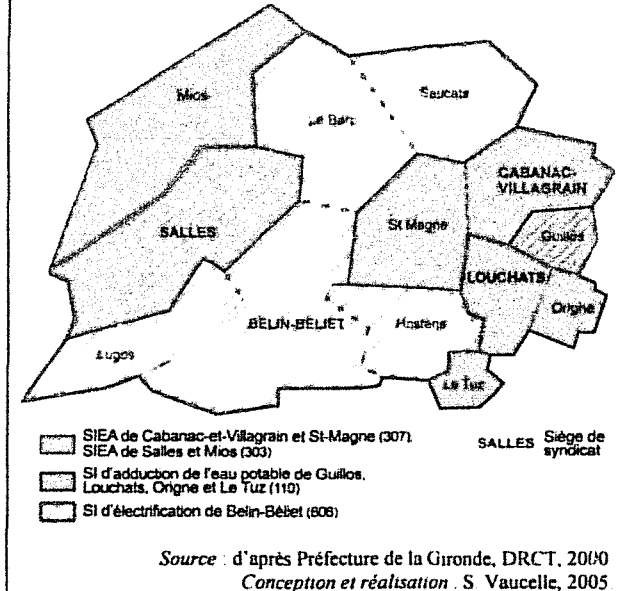 Mios
Le Barp
Saucats
CABANAC-
VILLAGRAIN
SALLES
St Magne
Guillos
LOUCHATS
Origne
BELIN-BÉLIET
Hostens
Lugos
Le Tuz
SIEA de Cabanac-et-Villagrain et St-Magne (307),
SIEA de Salles et Mios (303)
SALLES Siège de
syndicat
SI d'adduction de l'eau potable de Guillos,
Louchats, Origne et Le Tuz (110)
SI d'électrification de Belin-Béliet (606)
Source : d'après Préfecture de la Gironde, DRCT, 2000
Conception et réalisation . S. Vaucelle, 2005.